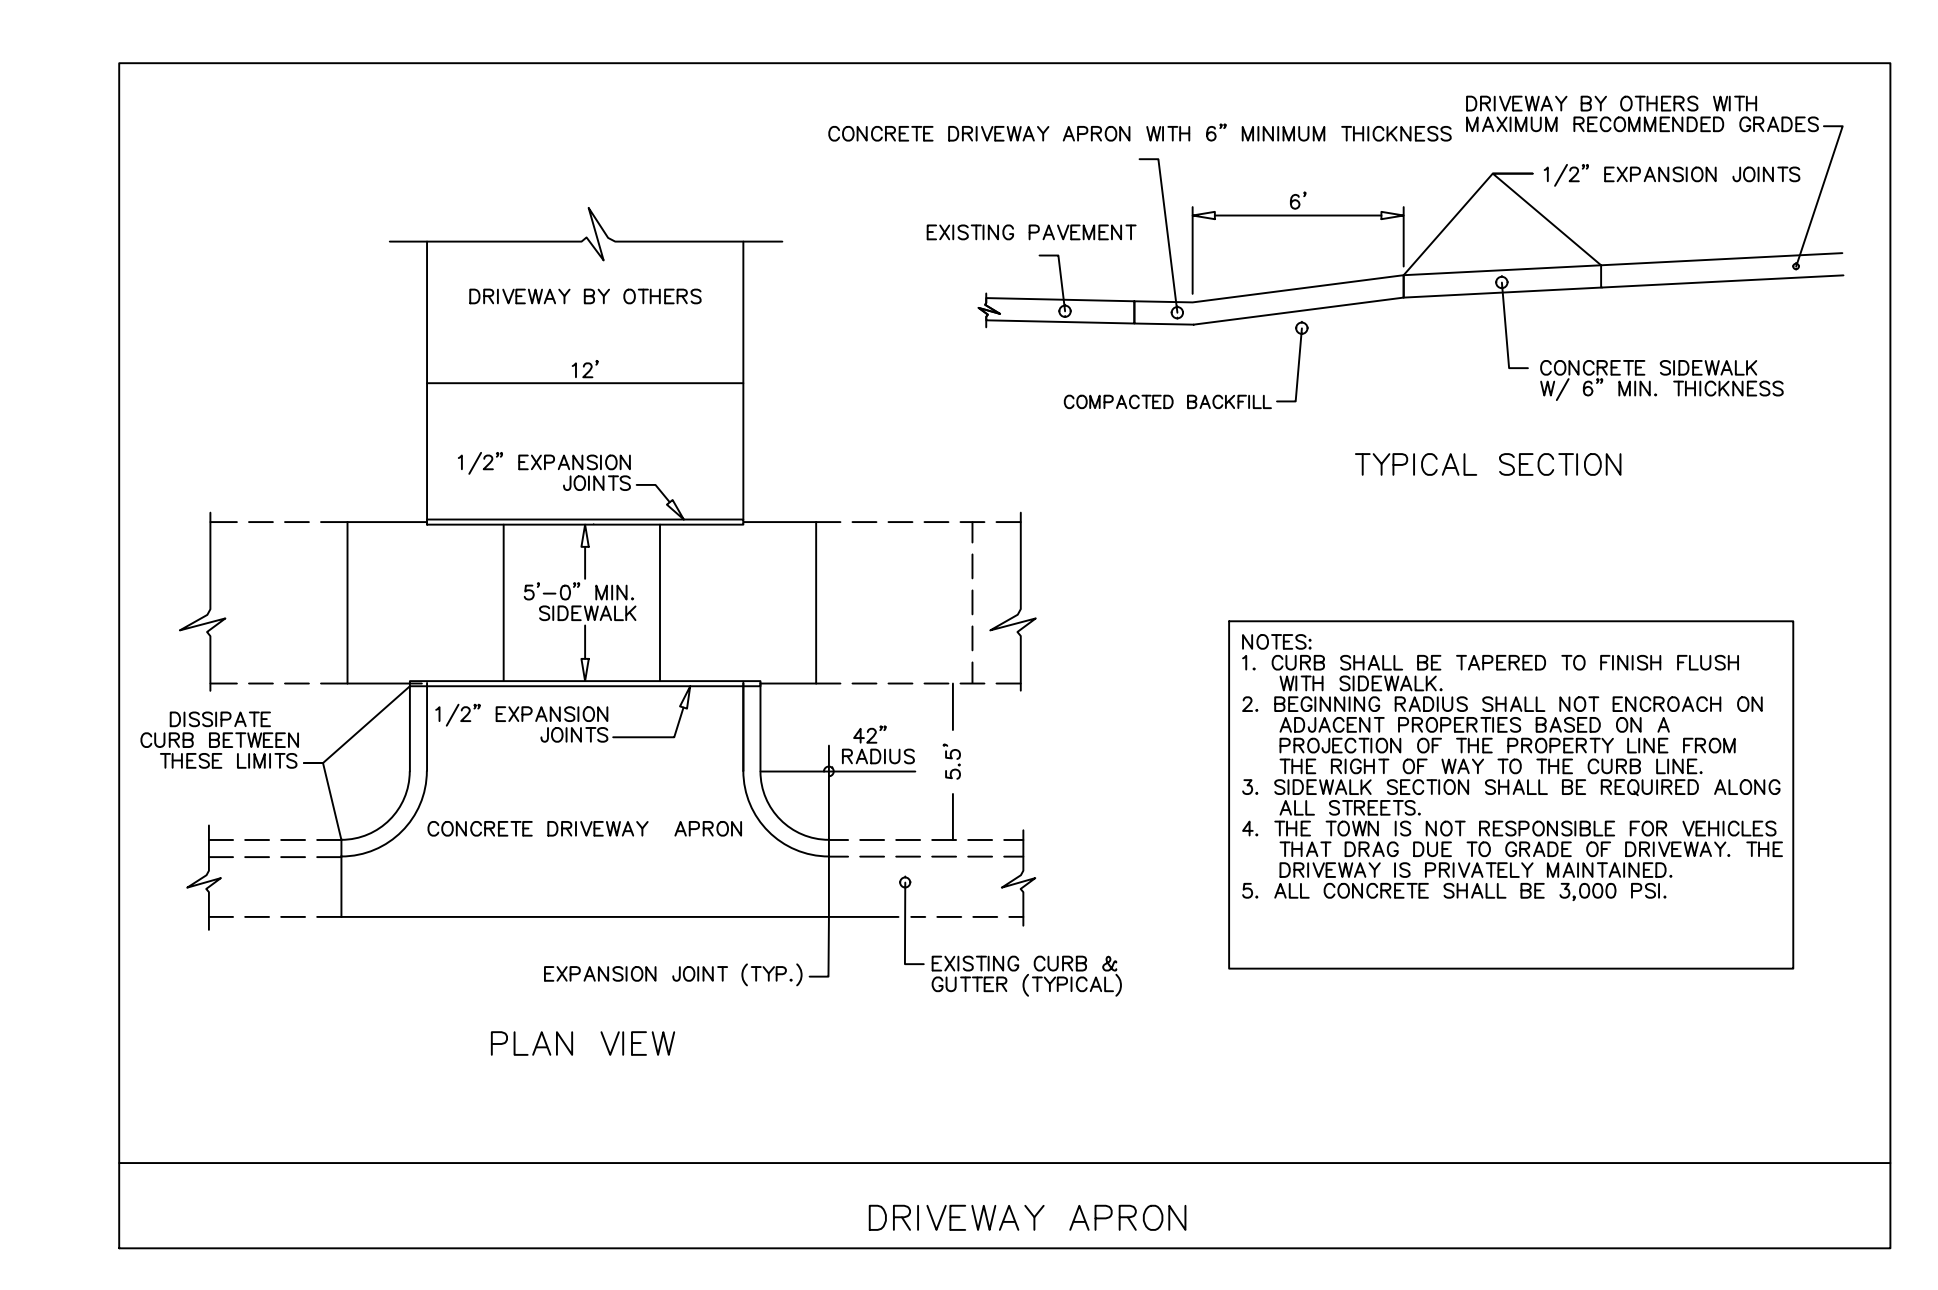 CONCRETE DRIVEWAY APRON WITH 6” MINIMUM THICKNESS
DRIVEWAY BY OTHERS WITH
MAXIMUM RECOMMENDED GRADES
1/2” EXPANSION JOINTS
6’
EXISTING PAVEMENT
CONCRETE SIDEWALK
W/ 6” MIN. THICKNESS
COMPACTED BACKFILL
TYPICAL SECTION
DRIVEWAY BY OTHERS
12’
1/2” EXPANSION
JOINTS
5’-0” MIN.
SIDEWALK
DISSIPATE
CURB BETWEEN
THESE LIMITS
1/2” EXPANSION
JOINTS
42”
RADIUS
5.5’
CONCRETE DRIVEWAY APRON
EXPANSION JOINT (TYP.)
EXISTING CURB &
GUTTER (TYPICAL)
PLAN VIEW
NOTES:
1. CURB SHALL BE TAPERED TO FINISH FLUSH
WITH SIDEWALK.
2. BEGINNING RADIUS SHALL NOT ENCROACH ON
ADJACENT PROPERTIES BASED ON A
PROJECTION OF THE PROPERTY LINE FROM
THE RIGHT OF WAY TO THE CURB LINE.
3. SIDEWALK SECTION SHALL BE REQUIRED ALONG
ALL STREETS.
4. THE TOWN IS NOT RESPONSIBLE FOR VEHICLES
THAT DRAG DUE TO GRADE OF DRIVEWAY. THE
DRIVEWAY IS PRIVATELY MAINTAINED.
5. ALL CONCRETE SHALL BE 3,000 PSI.
DRIVEWAY APRON